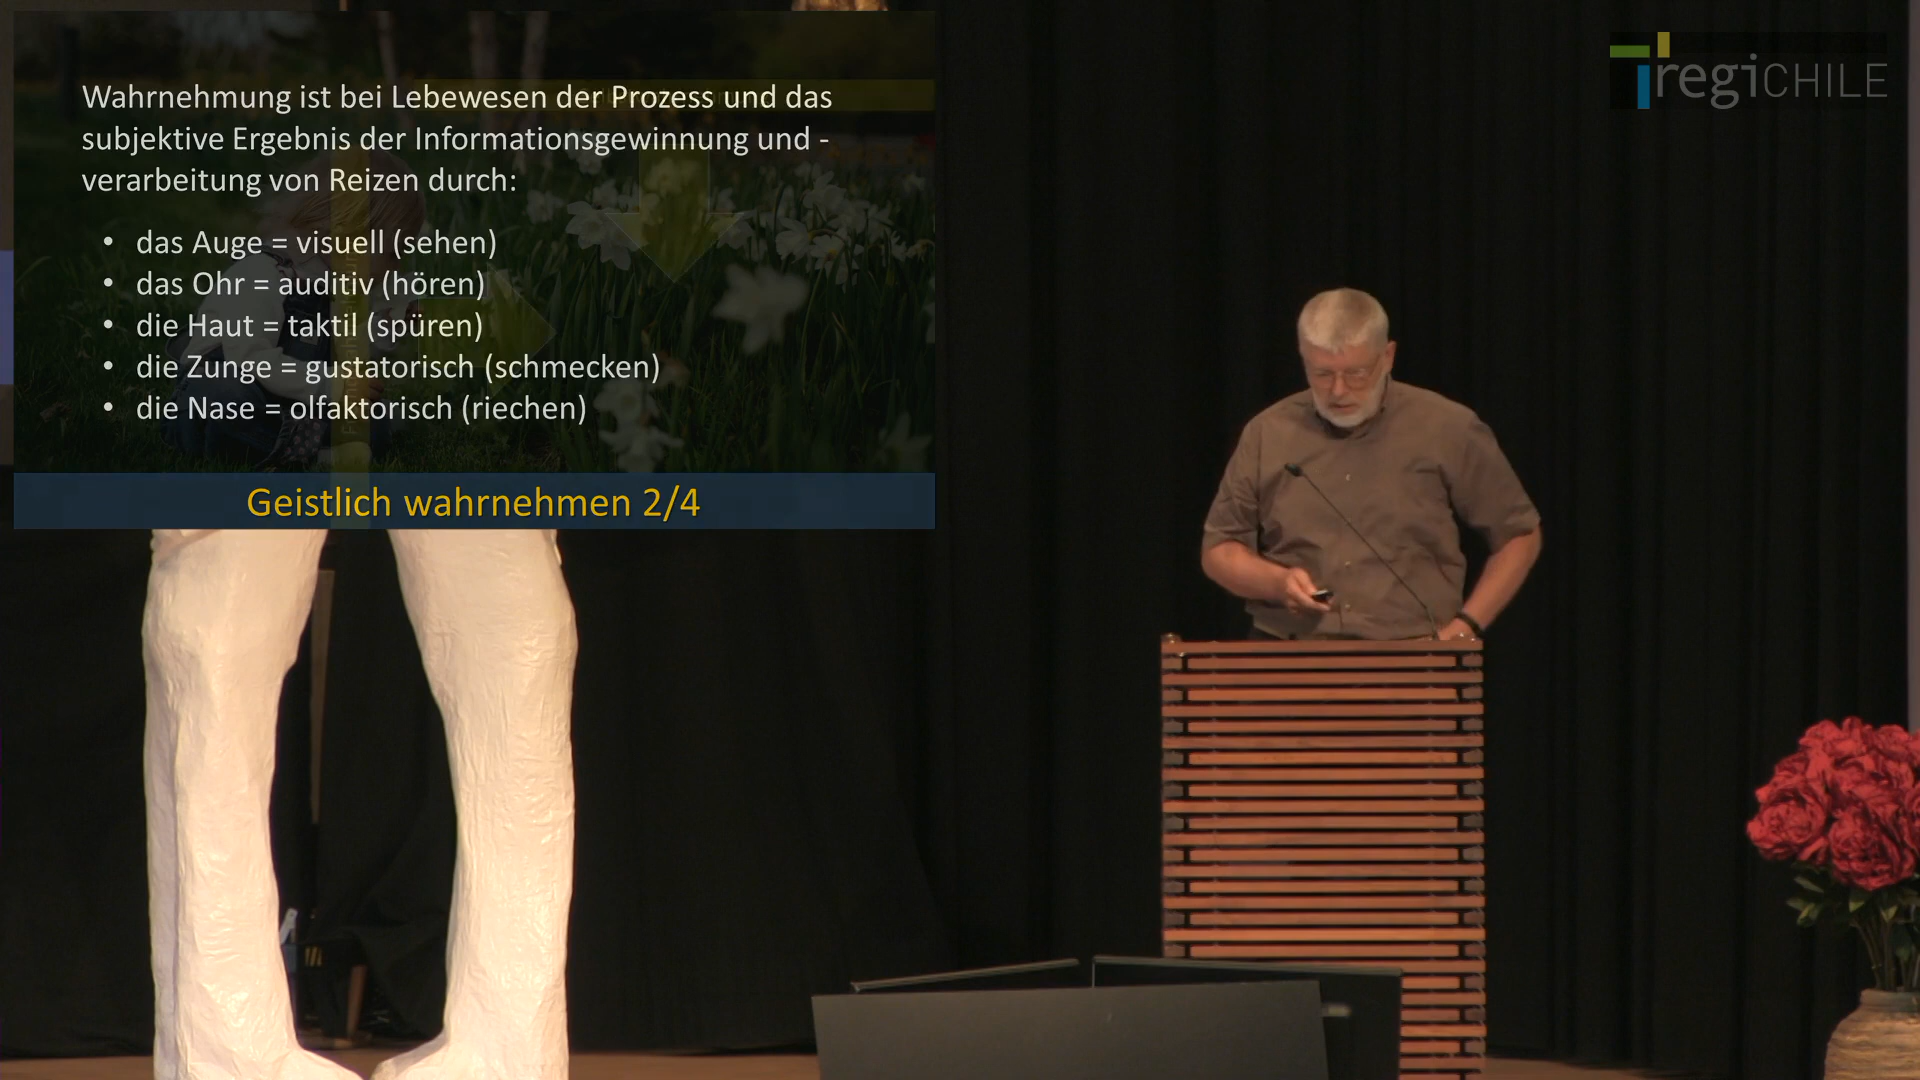 regiCHILE
Wahrnehmung ist bei Lebewesen der Prozess und das
subjektive Ergebnis der Informationsgewinnung und -
verarbeitung von Reizen durch:
• das Auge = visuell (sehen)
• das Ohr = auditiv (hören)
• die Haut = taktil (spüren)
• die Zunge = gustatorisch (schmecken)
• die Nase = olfaktorisch (riechen)
Geistlich wahrnehmen 2/4